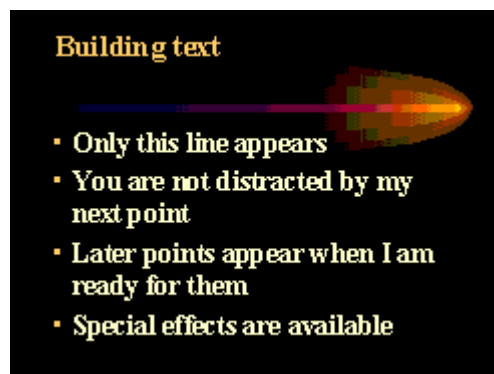 Building text
▪ Only this line appears
▪ You are not distracted by my
next point
▪ Later points appear when I am
ready for them
▪ Special effects are available